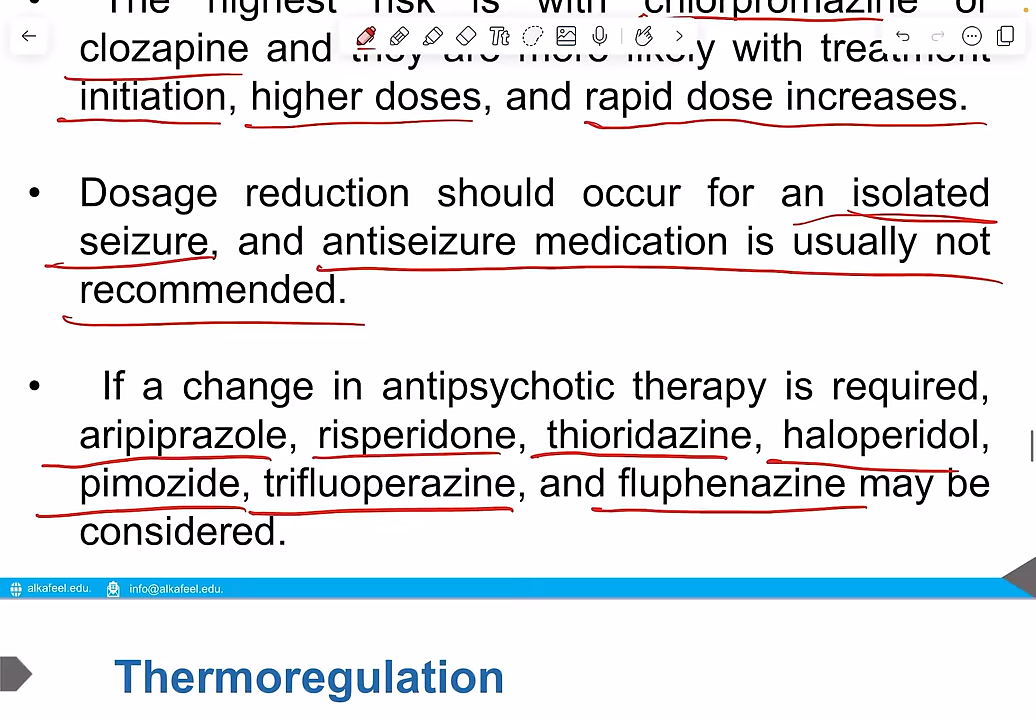 • The highest risk is with chlorpromazine or
clozapine and they are more likely with treatment
initiation, higher doses, and rapid dose increases.
• Dosage reduction should occur for an isolated
seizure, and antiseizure medication is usually not
recommended.
• If a change in antipsychotic therapy is required,
aripiprazole, risperidone, thioridazine, haloperidol,
pimozide, trifluoperazine, and fluphenazine may be
considered.
alkafeel.edu. info@alkafeel.edu.
Thermoregulation